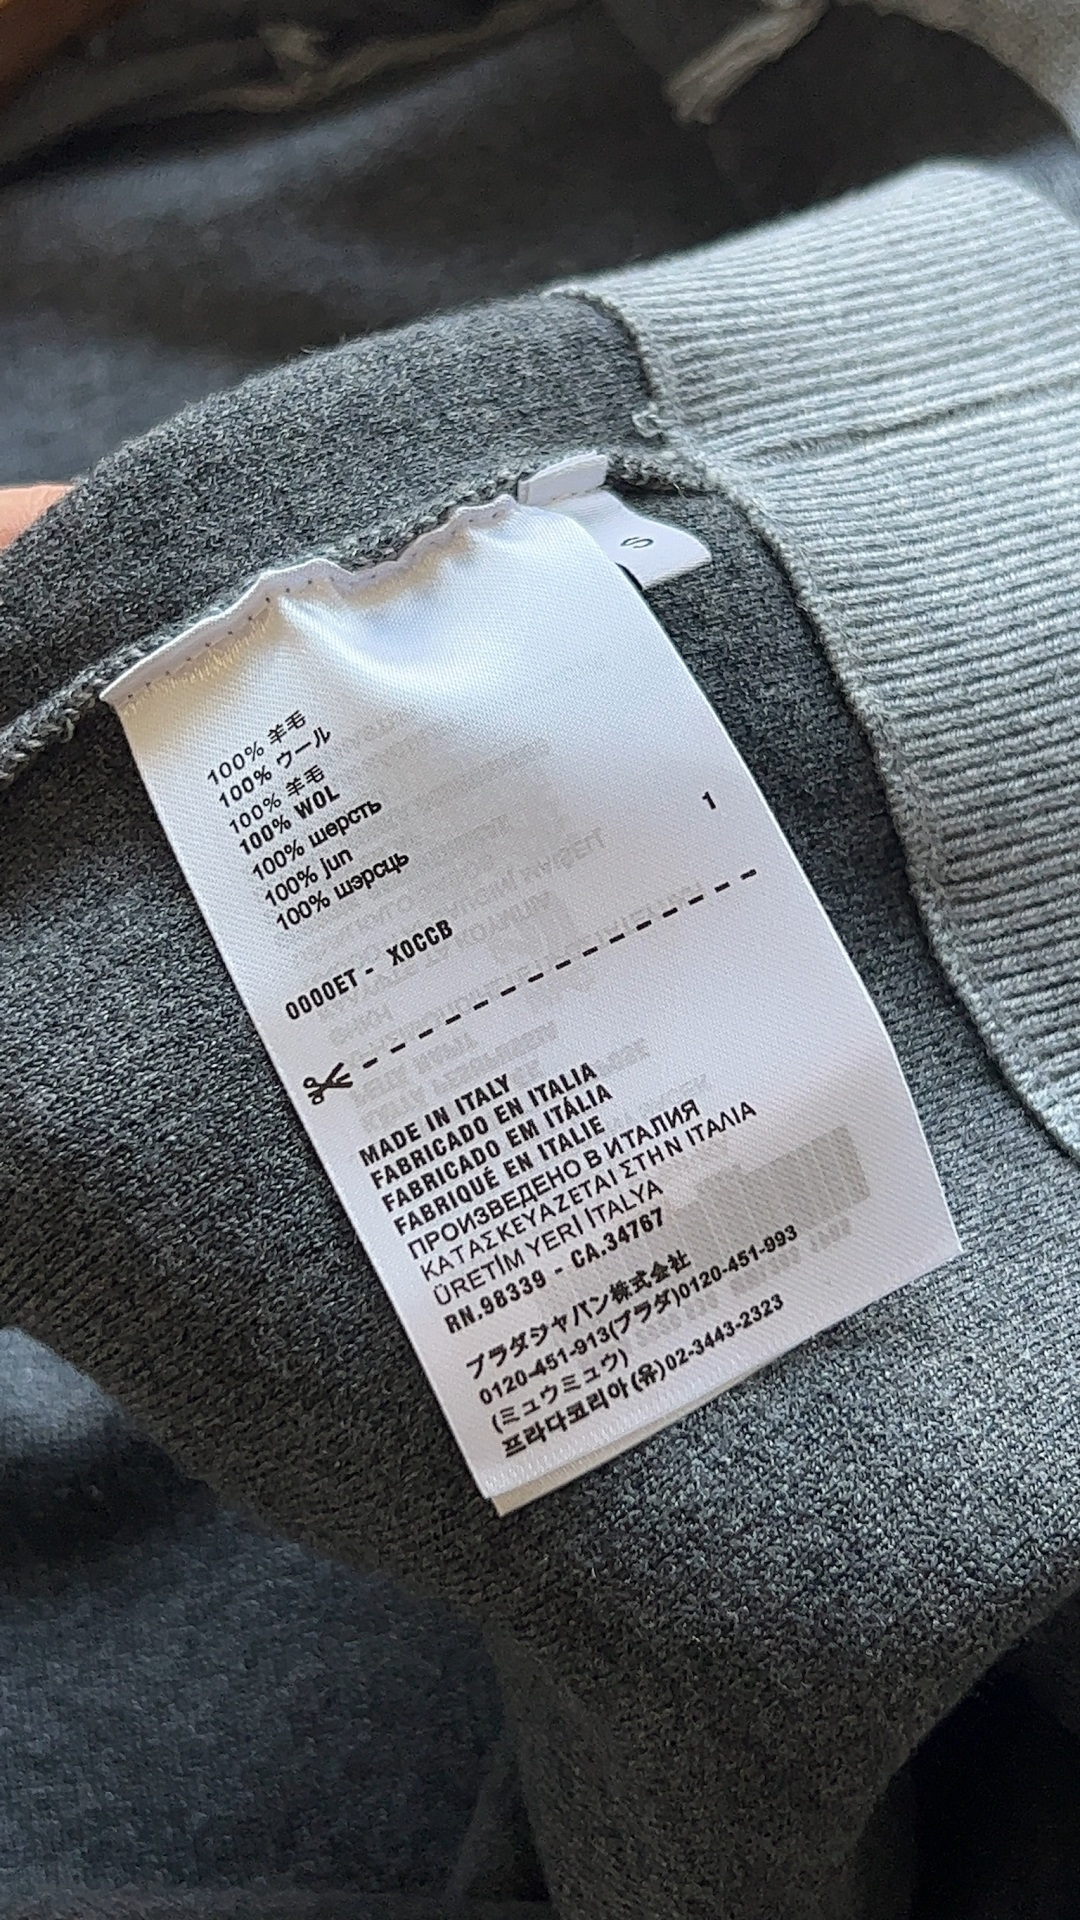 S
100% 羊毛
100% ウール
100% 羊毛
100% WOL
100% шерсть
100% jun
100% шэрсць
1
0000ET - X0CCB
MADE IN ITALY
FABRICADO EN ITALIA
FABRICADO EM ITÁLIA
FABRIQUÉ EN ITALIE
ПРОИЗВЕДЕНО В ИТАЛИЯ
ΚΑΤΑΣΚΕΥΑΖΕΤΑΙ ΣΤΗΝ ΙΤΑΛΙΑ
ÜRETİM YERİ İTALYA
RN.98339 - CA.34767
プラダジャパン株式会社
0120-451-913(プラダ)0120-451-993
(ミュウミュウ)
프라다코리아(유)02-3443-2323